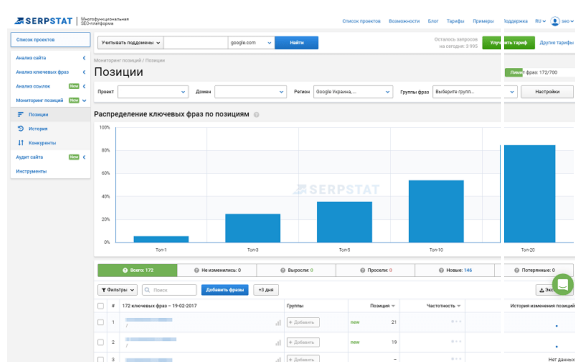 SERPSTAT
Многофункциональная
SEO-платформа
Список проектов Возможности Блог Тарифы Примеры Поддержка RU
Список проектов
Учитывать поддомены google.com Найти
Осталось запросов
на сегодня: 3 993
Улучшить тариф Другие тарифы
Анализ сайта
Анализ ключевых фраз
Анализ ссылок New
Мониторинг позиций New
Позиции
История
Конкуренты
Аудит сайта New
Инструменты
Мониторинг позиций / Позиции
Позиции
фраз: 172/700
Проект Домен Регион Google Украина, ... Группы фраз Выберите групп... Настройки
Распределение ключевых фраз по позициям
100%
80%
60%
40%
20%
0%
SERPSTAT
Топ-1 Топ-3 Топ-5 Топ-10 Топ-20
Всего: 172 Не изменились: 0 Выросли: 0 Просели: 0 Новые: 146 Потерянные: 0
Фильтры Поиск Добавить фразы +1 дня
# 172 ключевых фраз – 19-02-2017 Группы Позиция Частотность История изменения позиций
1 + Добавить new 21
/
2 + Добавить new 19
/
3 + Добавить – Нет данных